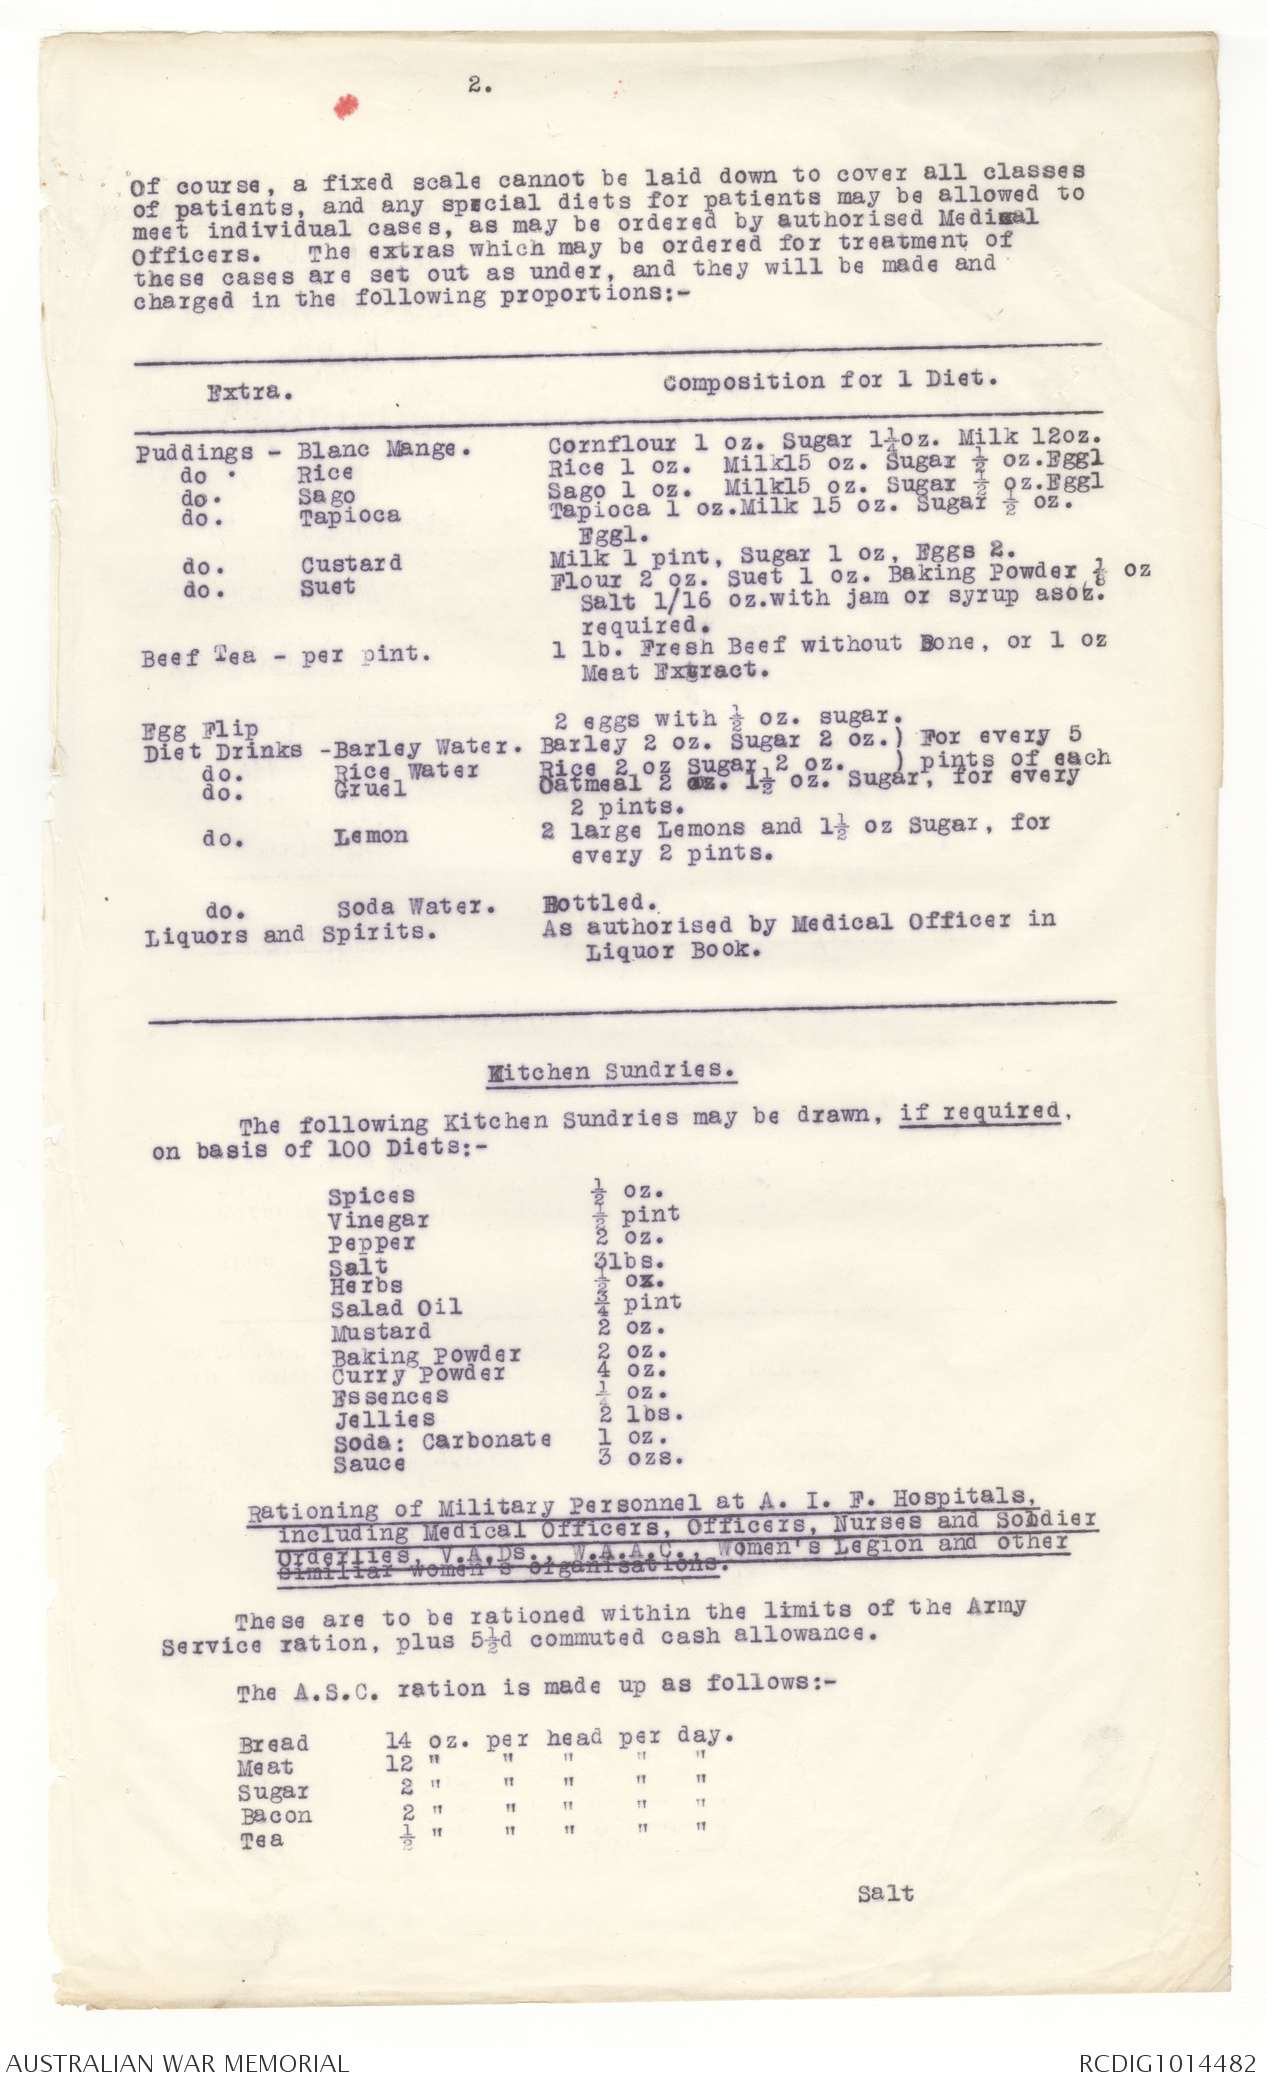 2.
Of course, a fixed scale cannot be laid down to cover all classes
of patients, and any special diets for patients may be allowed to
meet individual cases, as may be ordered by authorised Medical
Officers.   The extras which may be ordered for treatment of
these cases are set out as under, and they will be made and
charged in the following proportions:-
Extra.   Composition for 1 Diet.
Puddings - Blanc Mange.   Cornflour 1 oz. Sugar 1¼oz. Milk 12oz.
do .   Rice   Rice 1 oz.  Milk15 oz. Sugar ½ oz.Egg1
do.   Sago   Sago 1 oz.  Milk15 oz. Sugar ½ oz.Egg1
do.   Tapioca   Tapioca 1 oz.Milk 15 oz. Sugar ½ oz.
Egg1.
do.   Custard   Milk 1 pint, Sugar 1 oz, Eggs 2.
do.   Suet   Flour 2 oz. Suet 1 oz. Baking Powder ⅛ oz
Salt 1/16 oz.with jam or syrup asoz.
required.
Beef Tea - per pint.   1 lb. Fresh Beef without Bone, or 1 oz
Meat Extract.
Egg Flip   2 eggs with ½ oz. sugar.
Diet Drinks -Barley Water.   Barley 2 oz. Sugar 2 oz.) For every 5
do.   Rice Water   Rice 2 oz Sugar 2 oz.   ) pints of each
do.   Gruel   Oatmeal 2 oz. 1½ oz. Sugar, for every
2 pints.
do.   Lemon   2 large Lemons and 1½ oz Sugar, for
every 2 pints.
do.   Soda Water.   Bottled.
Liquors and Spirits.   As authorised by Medical Officer in
Liquor Book.
Kitchen Sundries.
The following Kitchen Sundries may be drawn, if required,
on basis of 100 Diets:-
Spices   ½ oz.
Vinegar   ½ pint
Pepper   2 oz.
Salt   3lbs.
Herbs   ½ oz.
Salad Oil   ¾ pint
Mustard   2 oz.
Baking Powder   2 oz.
Curry Powder   4 oz.
Essences   ¼ oz.
Jellies   2 lbs.
Soda: Carbonate   1 oz.
Sauce   3 ozs.
Rationing of Military Personnel at A. I. F. Hospitals,
including Medical Officers, Officers, Nurses and Soldier
Orderlies, V.A.Ds., W.A.A.C., Women's Legion and other
similiar women's organisations.
These are to be rationed within the limits of the Army
Service ration, plus 5½d commuted cash allowance.
The A.S.C. ration is made up as follows:-
Bread   14 oz. per head per day.
Meat   12 "   "   "   "   "
Sugar   2 "   "   "   "   "
Bacon   2 "   "   "   "   "
Tea   ½ "   "   "   "   "
Salt
AUSTRALIAN WAR MEMORIAL   RCDIG1014482